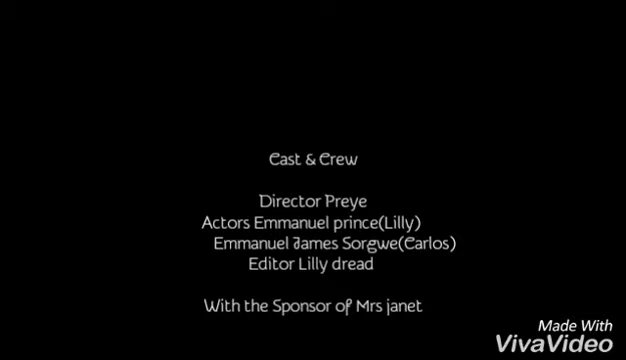 Cast & Crew
Director Preye
Actors Emmanuel prince(Lilly)
Emmanuel James Sorgwe(Carlos)
Editor Lilly dread
With the Sponsor of Mrs janet
Made With
VivaVideo